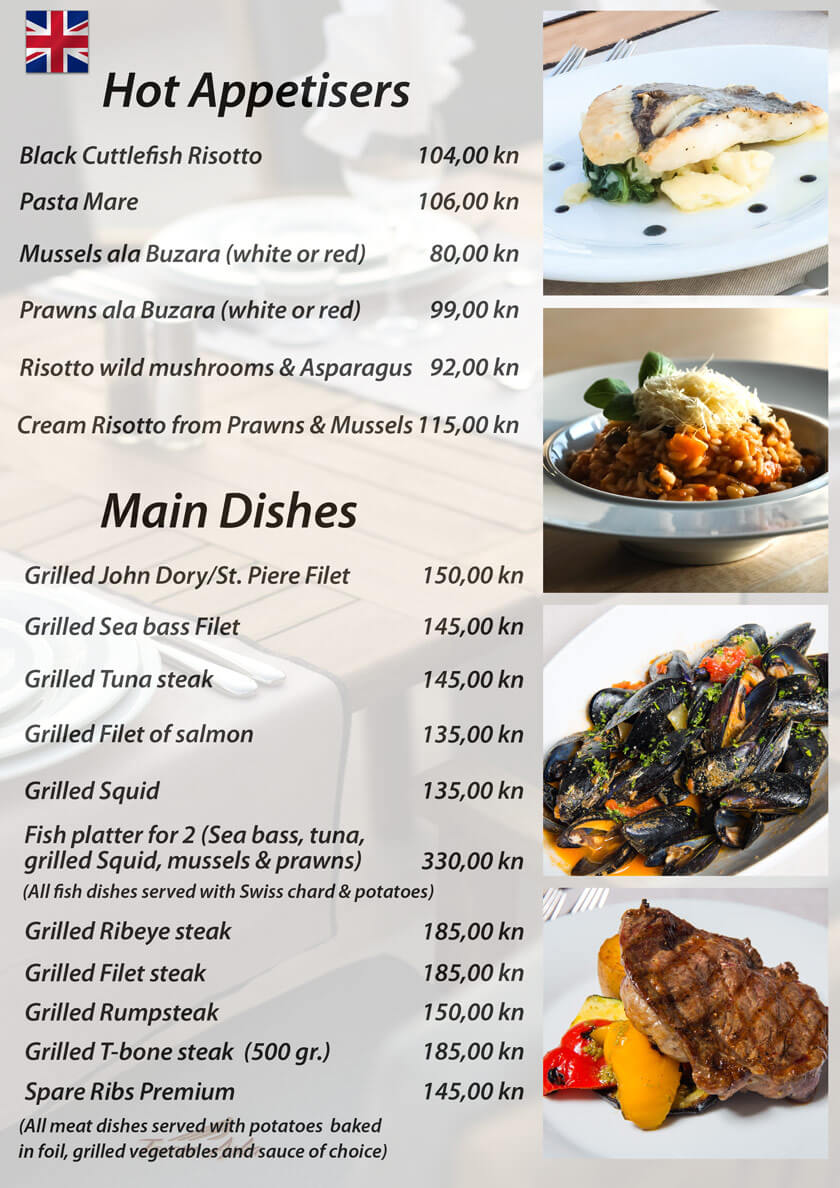 Hot Appetisers
Black Cuttlefish Risotto 104,00 kn
Pasta Mare 106,00 kn
Mussels ala Buzara (white or red) 80,00 kn
Prawns ala Buzara (white or red) 99,00 kn
Risotto wild mushrooms & Asparagus 92,00 kn
Cream Risotto from Prawns & Mussels 115,00 kn
Main Dishes
Grilled John Dory/St. Piere Filet 150,00 kn
Grilled Sea bass Filet 145,00 kn
Grilled Tuna steak 145,00 kn
Grilled Filet of salmon 135,00 kn
Grilled Squid 135,00 kn
Fish platter for 2 (Sea bass, tuna,
grilled Squid, mussels & prawns) 330,00 kn
(All fish dishes served with Swiss chard & potatoes)
Grilled Ribeye steak 185,00 kn
Grilled Filet steak 185,00 kn
Grilled Rumpsteak 150,00 kn
Grilled T-bone steak (500 gr.) 185,00 kn
Spare Ribs Premium 145,00 kn
(All meat dishes served with potatoes baked
in foil, grilled vegetables and sauce of choice)